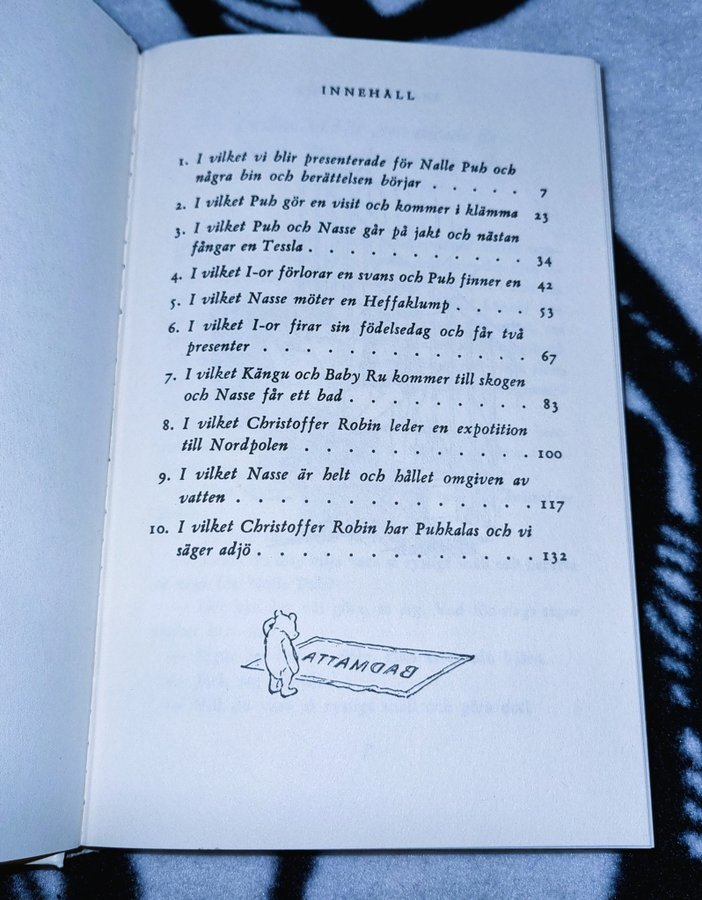 INNEHÅLL
1. I vilket vi blir presenterade för Nalle Puh och
några bin och berättelsen börjar . . . . . 7
2. I vilket Puh gör en visit och kommer i klämma 23
3. I vilket Puh och Nasse går på jakt och nästan
fångar en Tessla . . . . . . . . . . 34
4. I vilket I-or förlorar en svans och Puh finner en 42
5. I vilket Nasse möter en Heffaklump . . . . 53
6. I vilket I-or firar sin födelsedag och får två
presenter . . . . . . . . . . . . . 67
7. I vilket Kängu och Baby Ru kommer till skogen
och Nasse får ett bad . . . . . . . . . 83
8. I vilket Christoffer Robin leder en expotition
till Nordpolen . . . . . . . . . . . 100
9. I vilket Nasse är helt och hållet omgiven av
vatten . . . . . . . . . . . . . . 117
10. I vilket Christoffer Robin har Puhkalas och vi
säger adjö . . . . . . . . . . . . . 132
BADMATTA